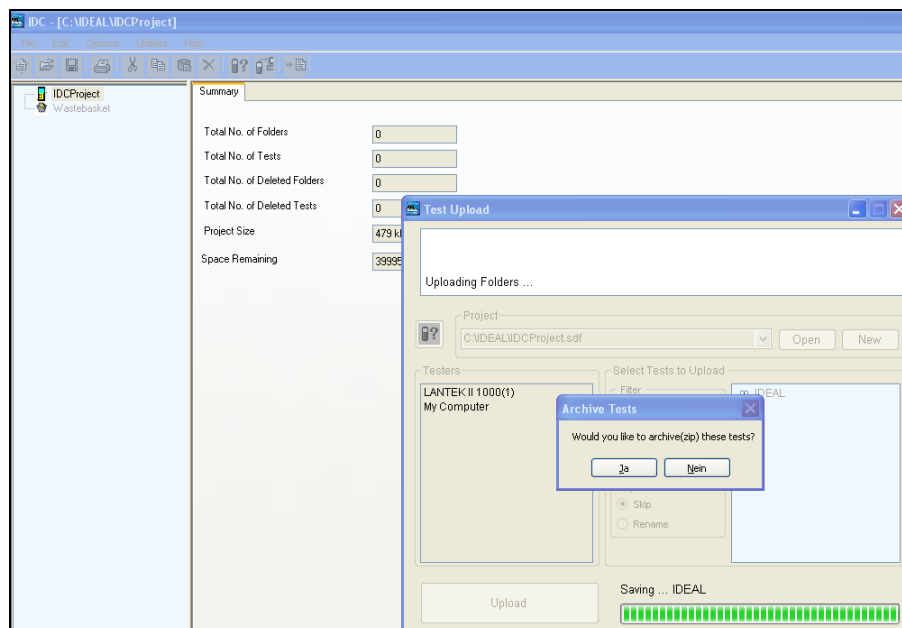 IDC - [C:\IDEAL\IDCProject]
File Edit Options Utilities Help
IDCProject
Wastebasket
Summary
Total No. of Folders 0
Total No. of Tests 0
Total No. of Deleted Folders 0
Total No. of Deleted Tests 0
Project Size 479
Space Remaining 39995
Test Upload
Uploading Folders ...
Project
C:\IDEAL\IDCProject.sdf
Open New
Testers
LANTEK II 1000(1)
My Computer
Select Tests to Upload
Filter
IDEAL
Archive Tests
Would you like to archive(zip) these tests?
Ja Nein
Skip
Rename
Upload
Saving ... IDEAL